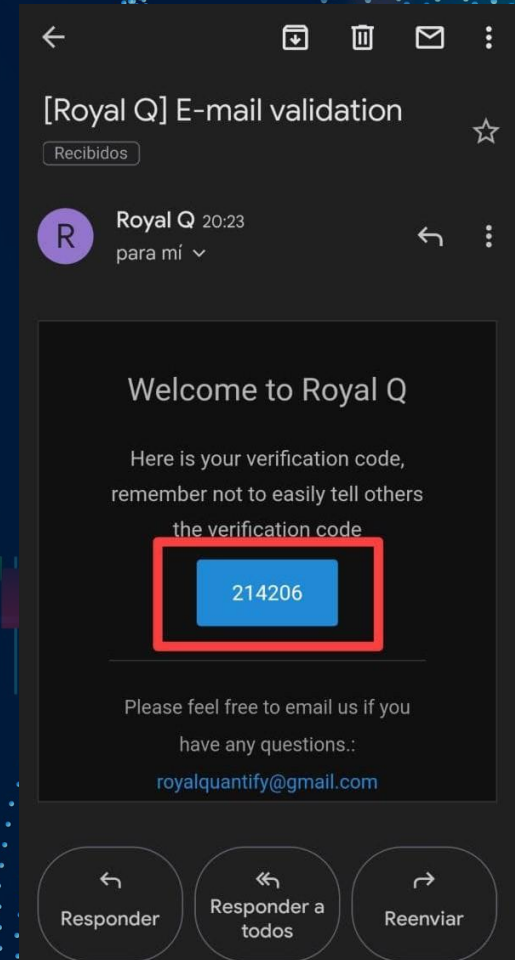 [Royal Q] E-mail validation
Recibidos
R
Royal Q 20:23
para mí
Welcome to Royal Q
Here is your verification code,
remember not to easily tell others
the verification code
214206
Please feel free to email us if you
have any questions.:
royalquantify@gmail.com
Responder
Responder a
todos
Reenviar